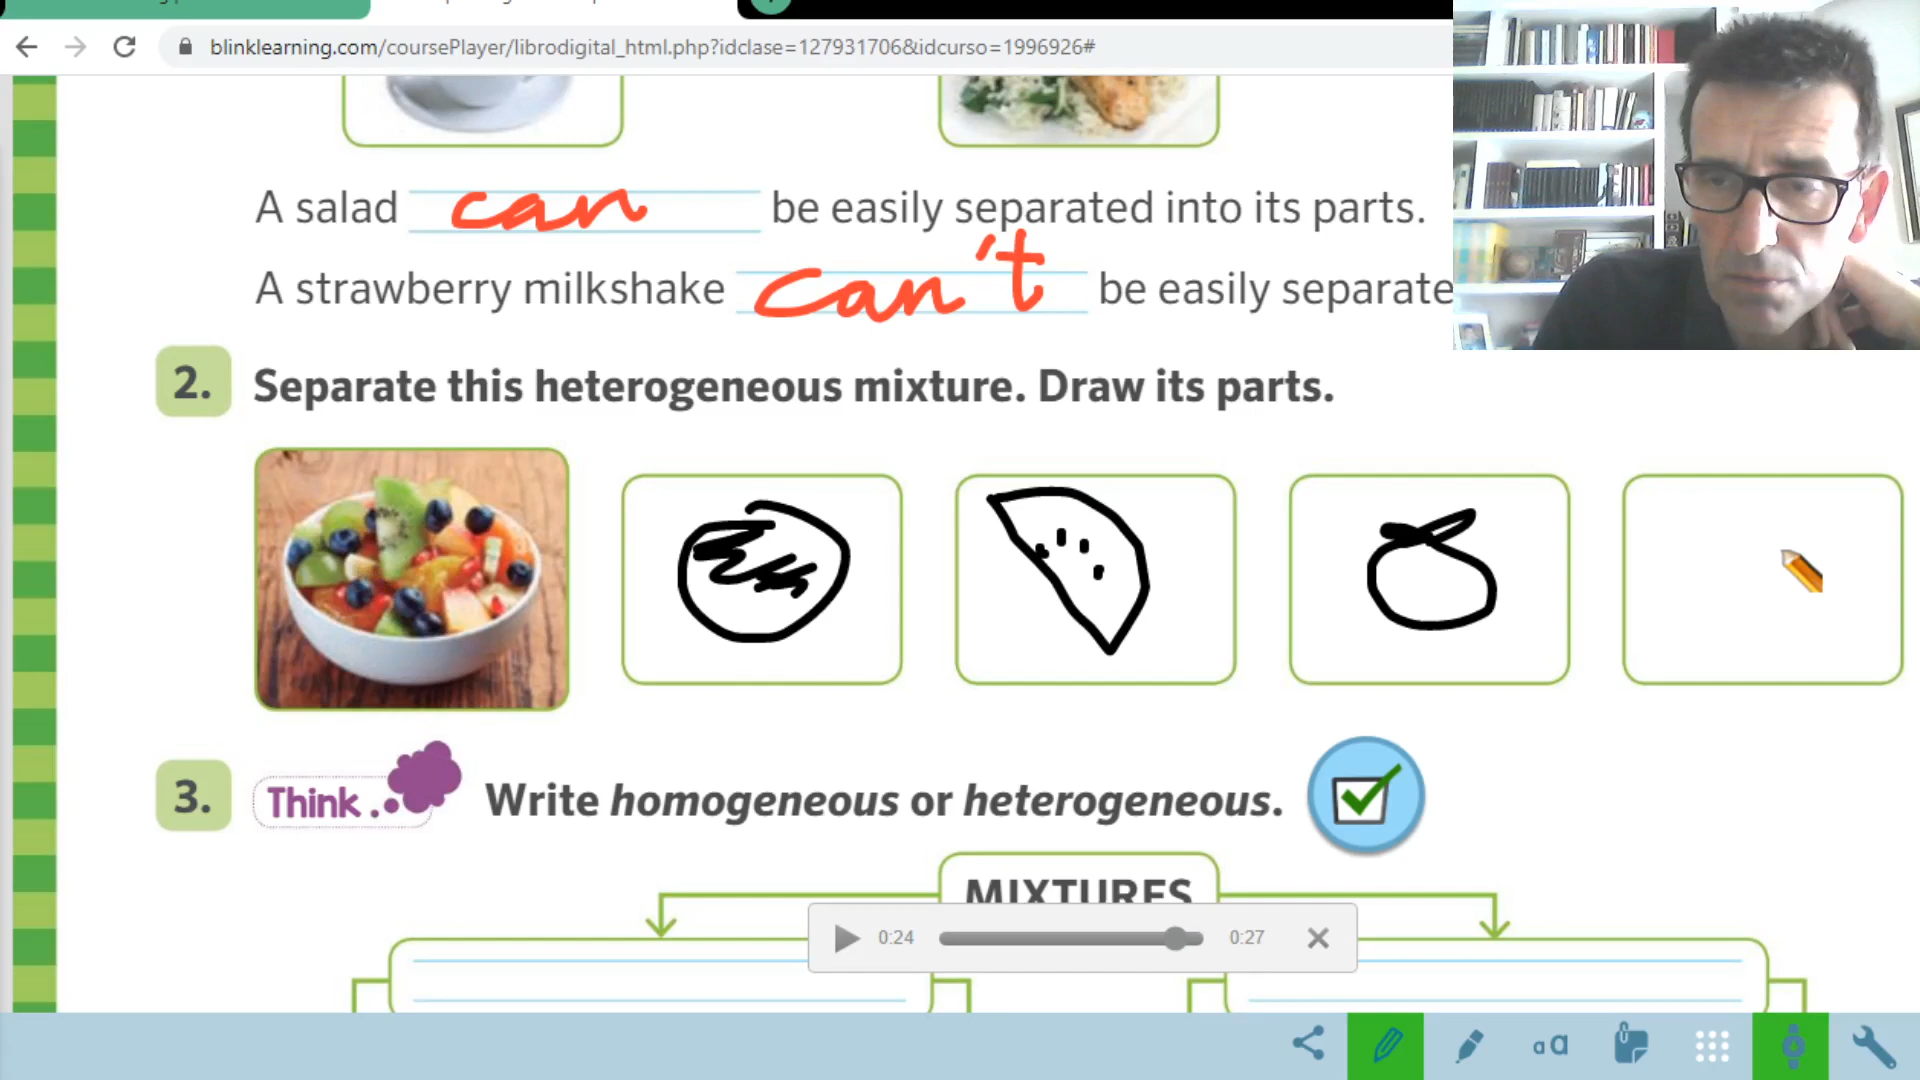 blinklearning.com/coursePlayer/librodigital_html.php?idclase=127931706&idcurso=1996926#
A salad can be easily separated into its parts.
A strawberry milkshake can't be easily separate
2. Separate this heterogeneous mixture. Draw its parts.
3. Think. Write homogeneous or heterogeneous.
MIXTURES
0:24 0:27
a a